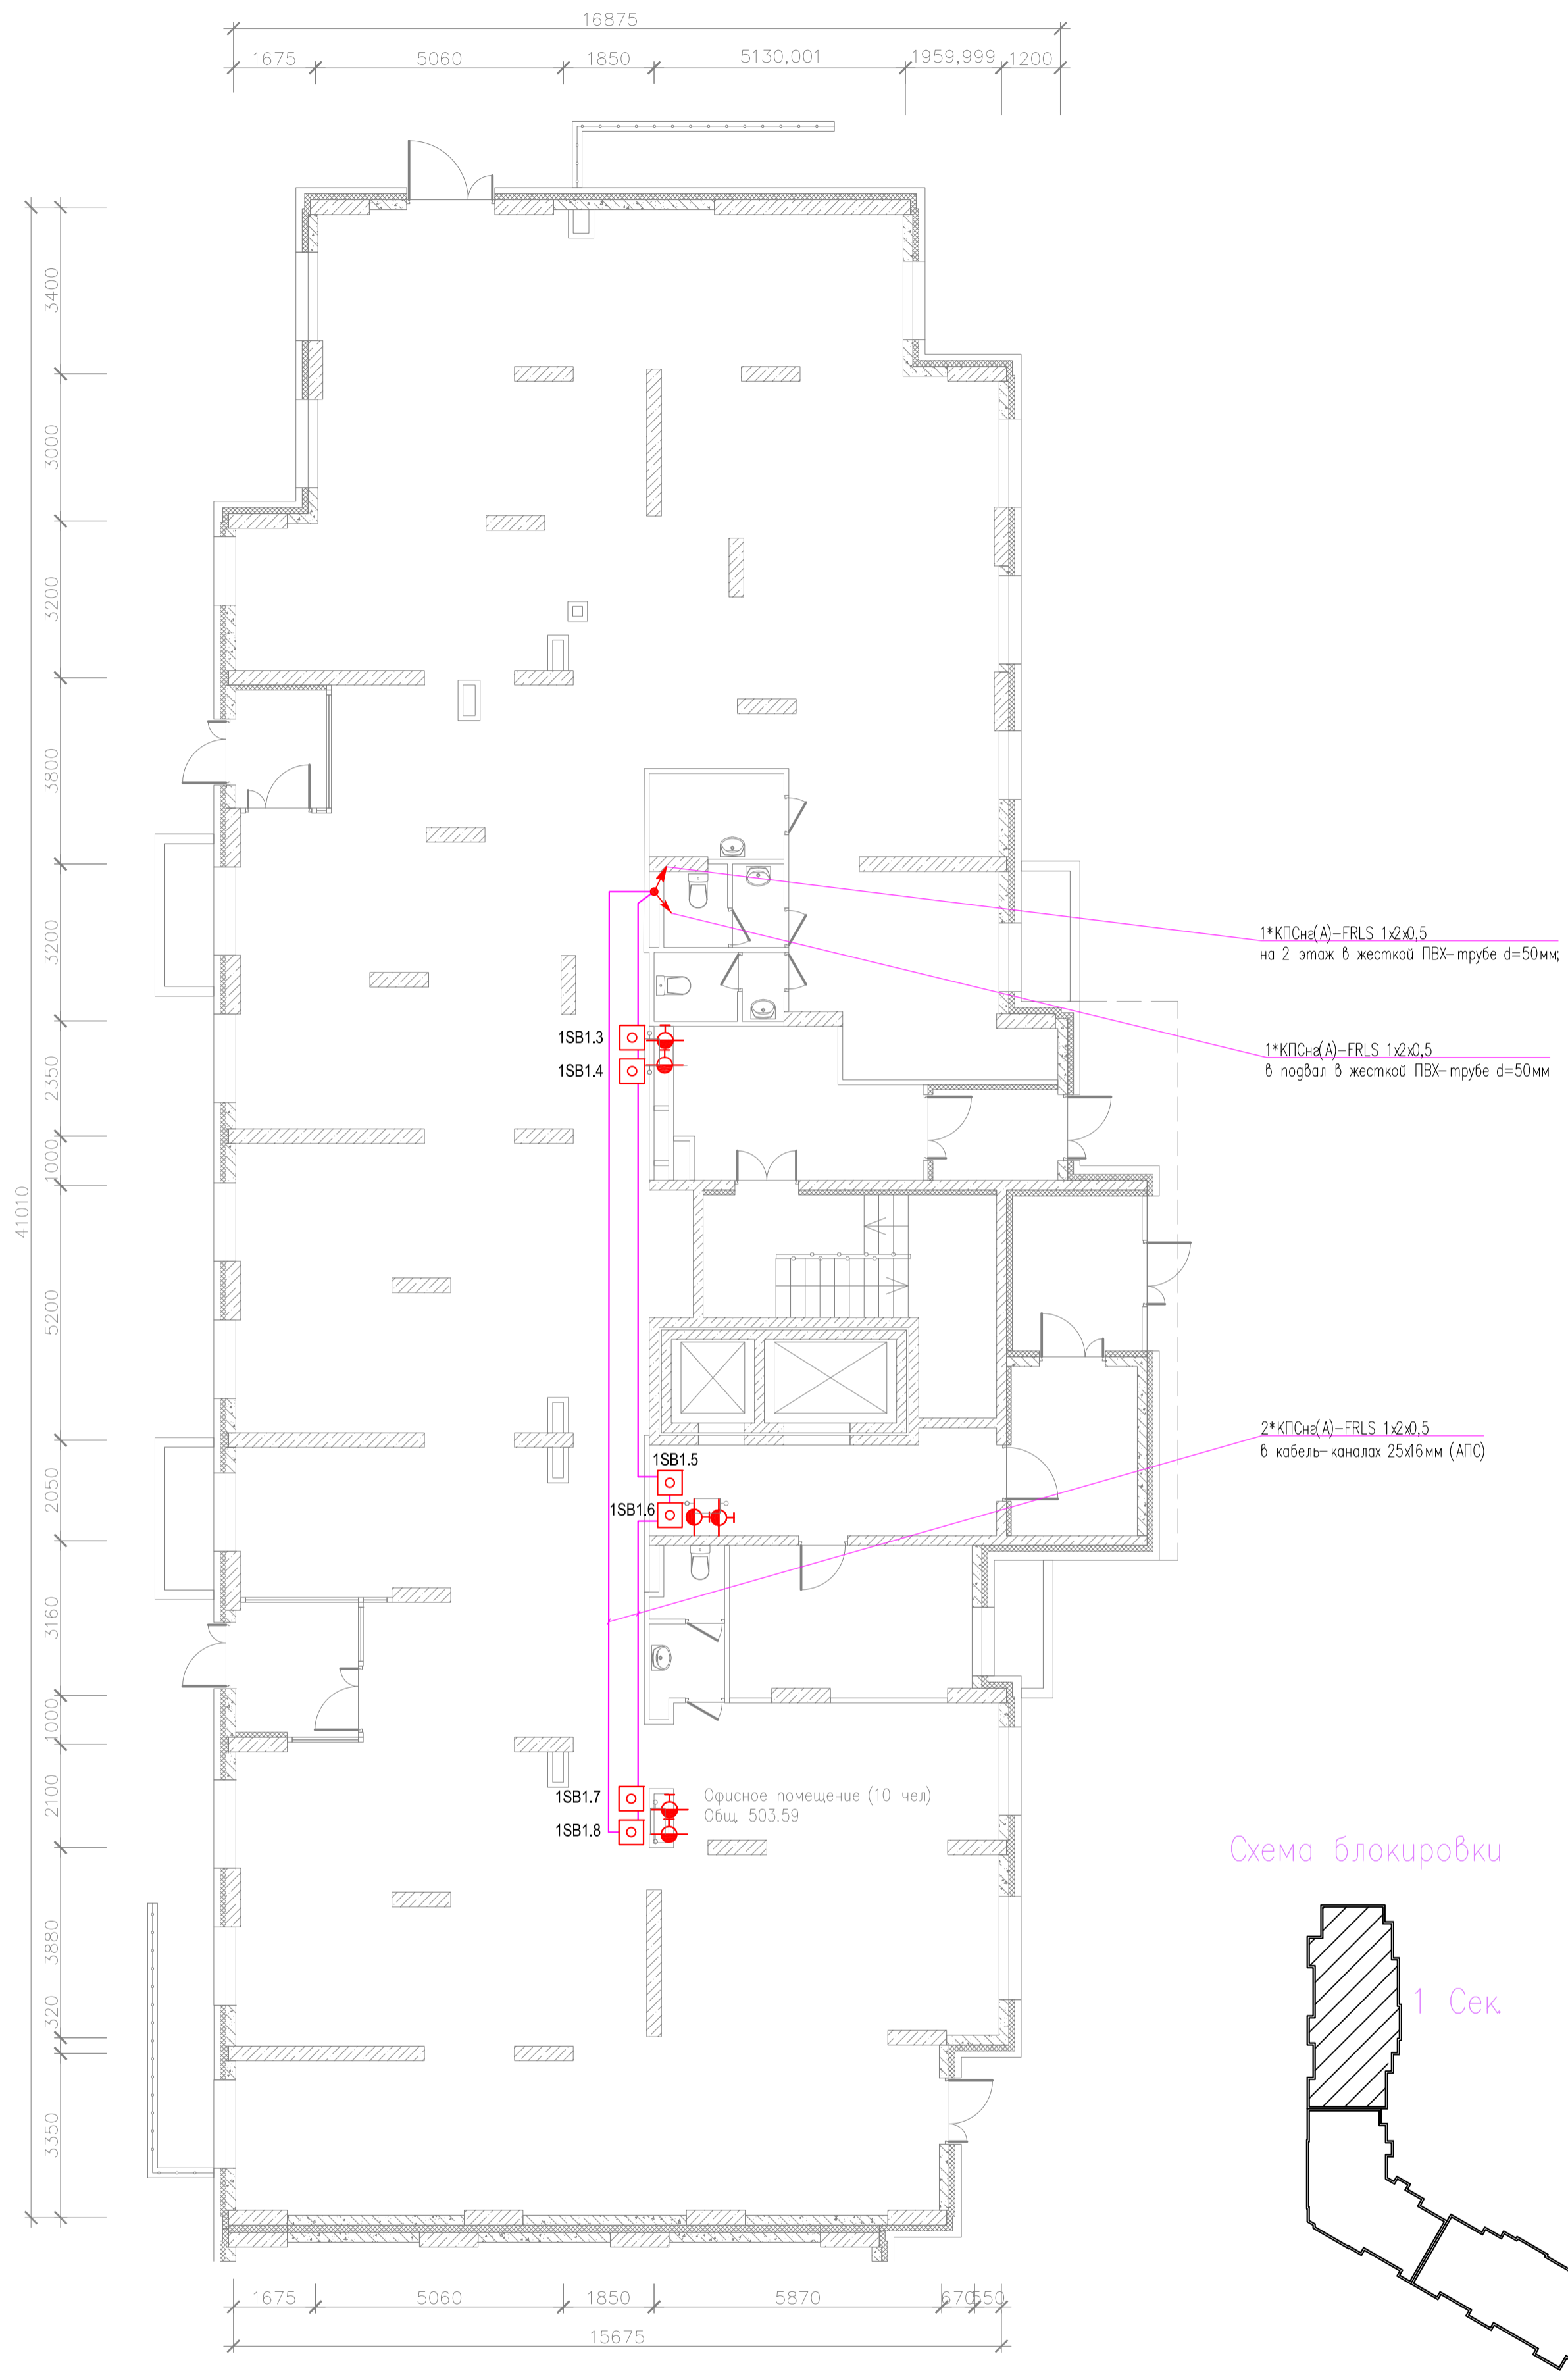 16875
1675
5060
1850
5130,001
1959,999
1200
3400
3000
3200
3800
3200
2350
1000
41010
5200
2050
3160
1000
2100
3880
320
3350
1*КПСнг(А)-FRLS 1x2x0,5
на 2 этаж в жесткой ПВХ-трубе d=50мм;
1SB1.3
1SB1.4
1*КПСнг(А)-FRLS 1x2x0,5
в подвал в жесткой ПВХ-трубе d=50мм
2*КПСнг(А)-FRLS 1x2x0,5
в кабель-каналах 25x16мм (АПС)
1SB1.5
1SB1.6
1SB1.7
1SB1.8
Офисное помещение (10 чел)
Общ. 503.59
Схема блокировки
1 Сек.
1675
5060
1850
5870
670
550
15675